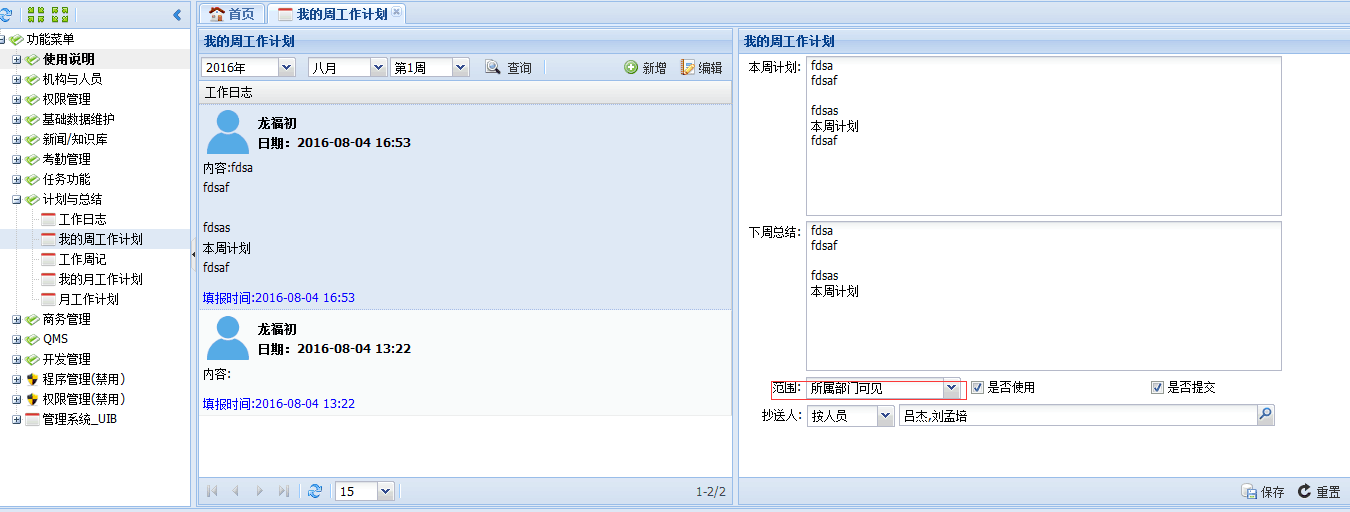 首页
我的周工作计划
功能菜单
使用说明
机构与人员
权限管理
基础数据维护
新闻/知识库
考勤管理
任务功能
计划与总结
工作日志
我的周工作计划
工作周记
我的月工作计划
月工作计划
商务管理
QMS
开发管理
程序管理(禁用)
权限管理(禁用)
管理系统_UIB
我的周工作计划
2016年 八月 第1周 查询 新增 编辑
工作日志
龙福初
日期：2016-08-04 16:53
内容:fdsa
fdsaf
fdsas
本周计划
fdsaf
填报时间:2016-08-04 16:53
龙福初
日期：2016-08-04 13:22
内容:
填报时间:2016-08-04 13:22
15 1-2/2
我的周工作计划
本周计划: fdsa
fdsaf
fdsas
本周计划
fdsaf
下周总结: fdsa
fdsaf
fdsas
本周计划
范围: 所属部门可见 是否使用 是否提交
抄送人: 按人员 吕杰,刘孟培
保存 重置